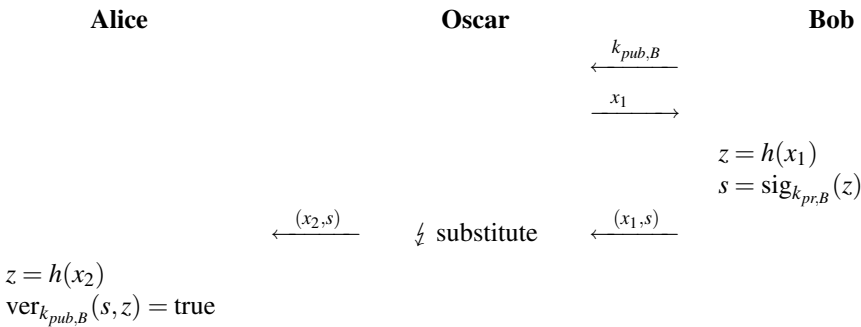 Alice Oscar Bob
k_{pub,B}
x_1
z = h(x_1)
s = sig_{k_{pr,B}}(z)
(x_2,s) ↯ substitute (x_1,s)
z = h(x_2)
ver_{k_{pub,B}}(s,z) = true